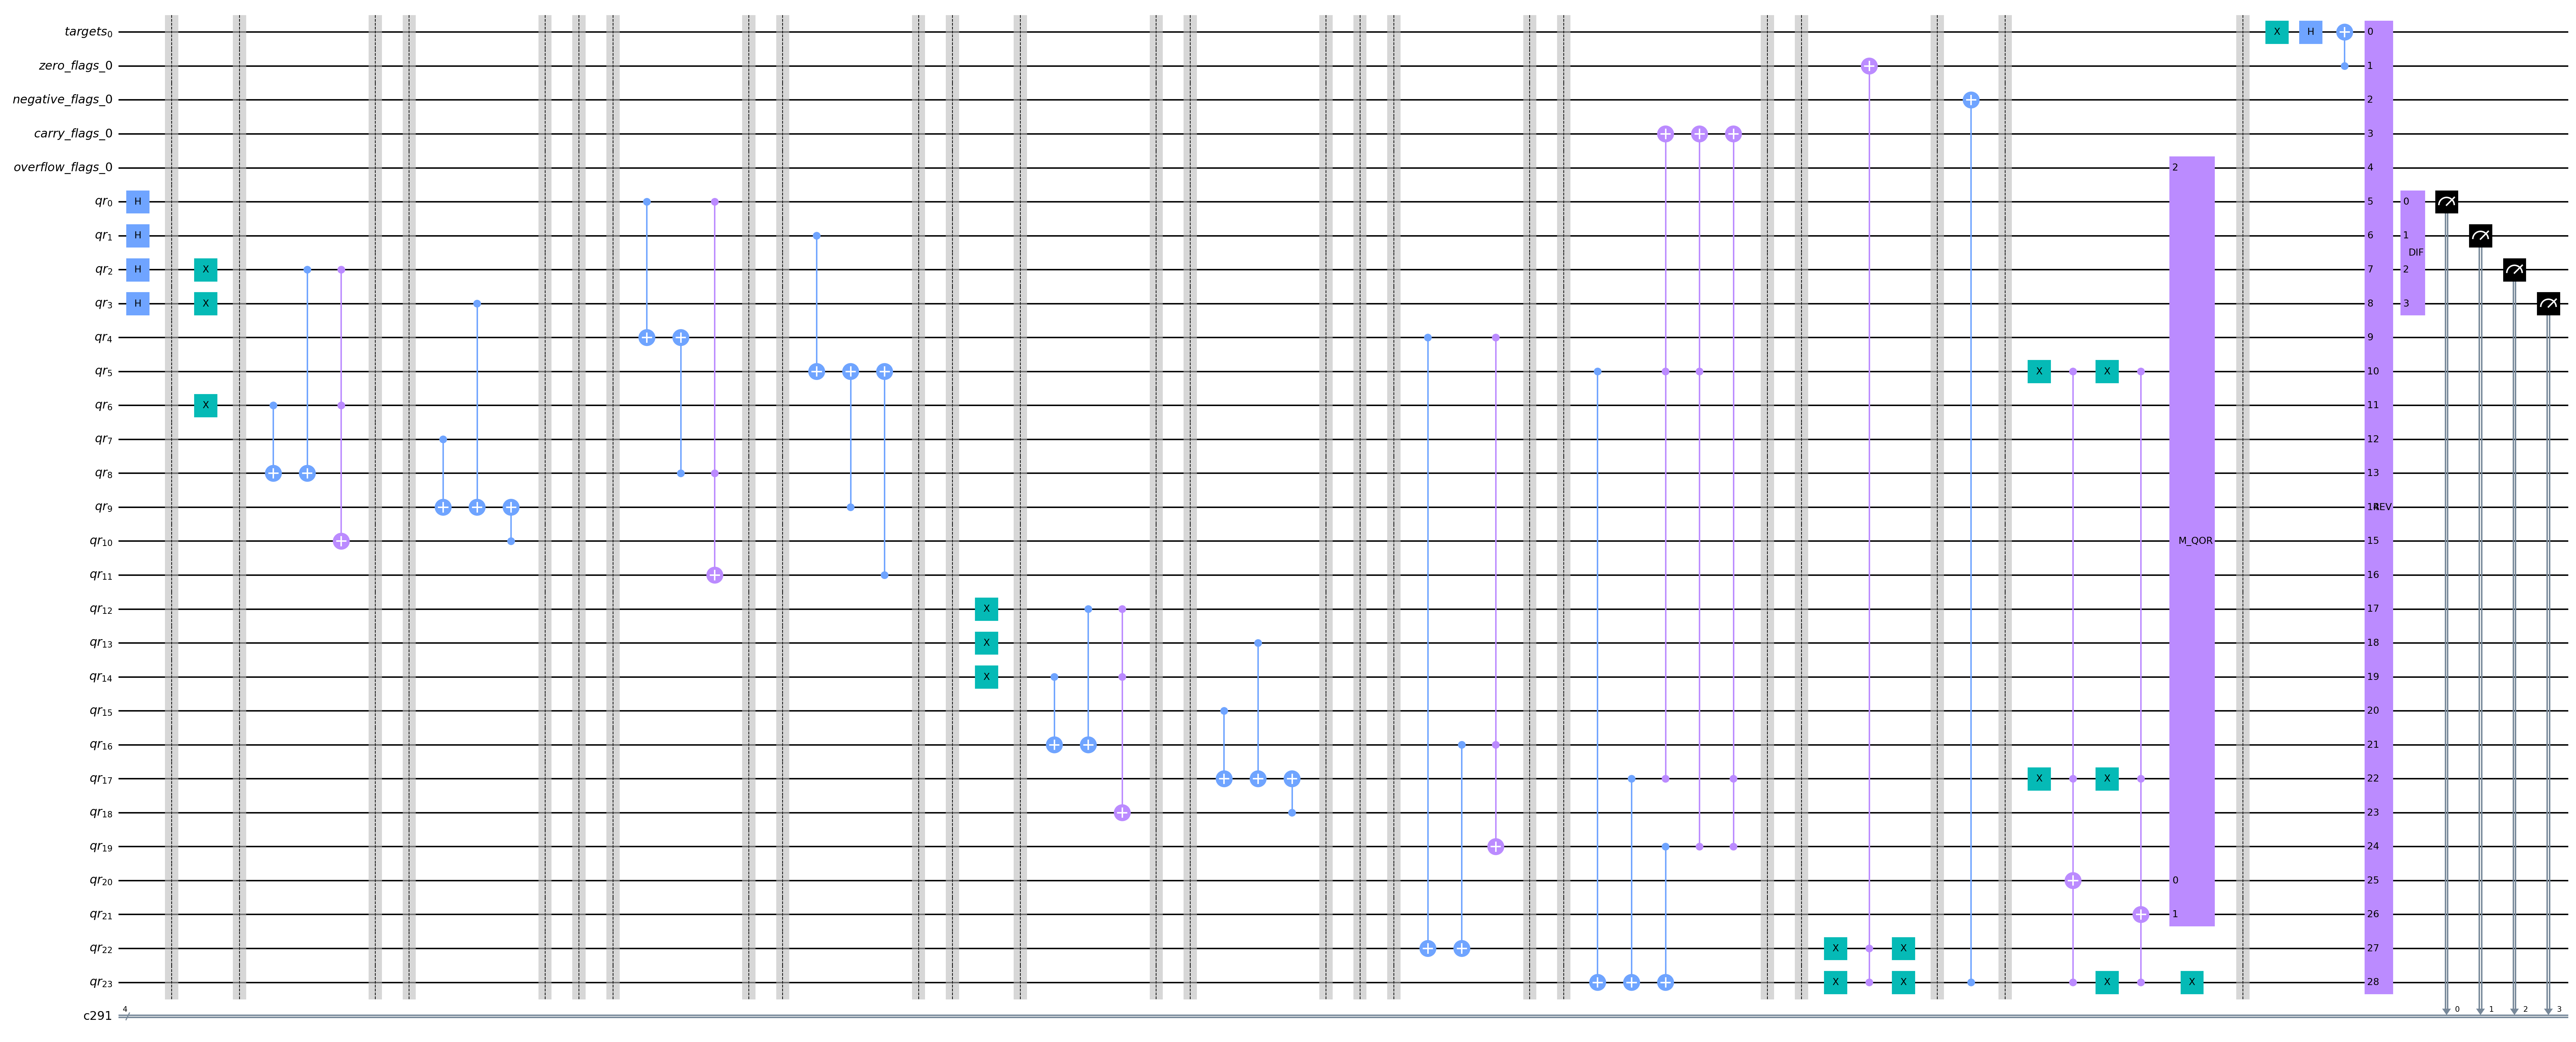 targets0 X H 0
zero_flags_0 1
negative_flags_0 2
carry_flags_0 3
overflow_flags_0 2 4
qr0 H 5 0
qr1 H 6 1
DIF
qr2 H X 7 2
qr3 H X 8 3
qr4 9
qr5 X X 10
qr6 X 11
qr7 12
qr8 13
qr9 14 REV
qr10 M_QOR 15
qr11 16
qr12 X 17
qr13 X 18
qr14 X 19
qr15 20
qr16 21
qr17 X X 22
qr18 23
qr19 24
qr20 0 25
qr21 1 26
qr22 X X 27
qr23 X X X X 28
c291 4 0 1 2 3